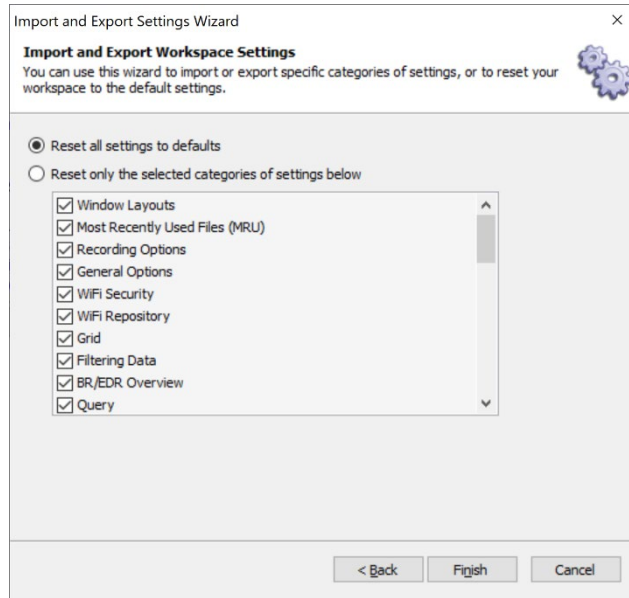 Import and Export Settings Wizard
Import and Export Workspace Settings
You can use this wizard to import or export specific categories of settings, or to reset your
workspace to the default settings.
Reset all settings to defaults
Reset only the selected categories of settings below
Window Layouts
Most Recently Used Files (MRU)
Recording Options
General Options
WiFi Security
WiFi Repository
Grid
Filtering Data
BR/EDR Overview
Query
< Back
Finish
Cancel